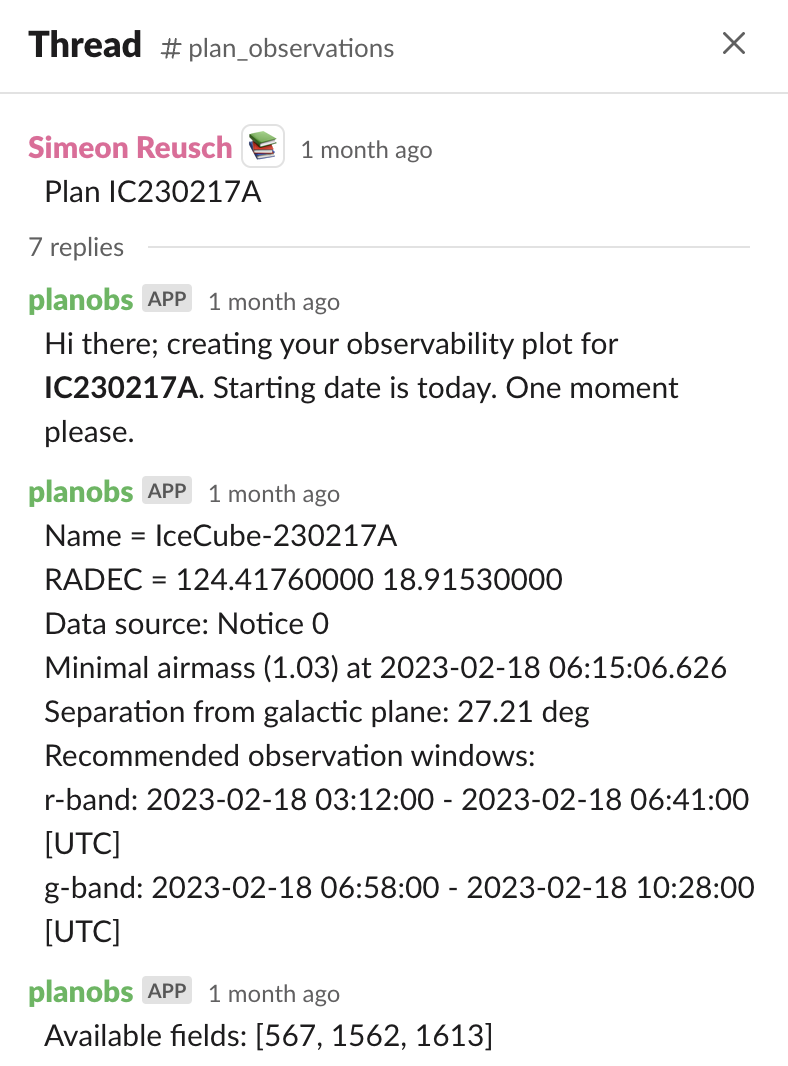 Thread # plan_observations
Simeon Reusch 1 month ago
Plan IC230217A
7 replies
planobs APP 1 month ago
Hi there; creating your observability plot for
IC230217A. Starting date is today. One moment
please.
planobs APP 1 month ago
Name = IceCube-230217A
RADEC = 124.41760000 18.91530000
Data source: Notice 0
Minimal airmass (1.03) at 2023-02-18 06:15:06.626
Separation from galactic plane: 27.21 deg
Recommended observation windows:
r-band: 2023-02-18 03:12:00 - 2023-02-18 06:41:00
[UTC]
g-band: 2023-02-18 06:58:00 - 2023-02-18 10:28:00
[UTC]
planobs APP 1 month ago
Available fields: [567, 1562, 1613]